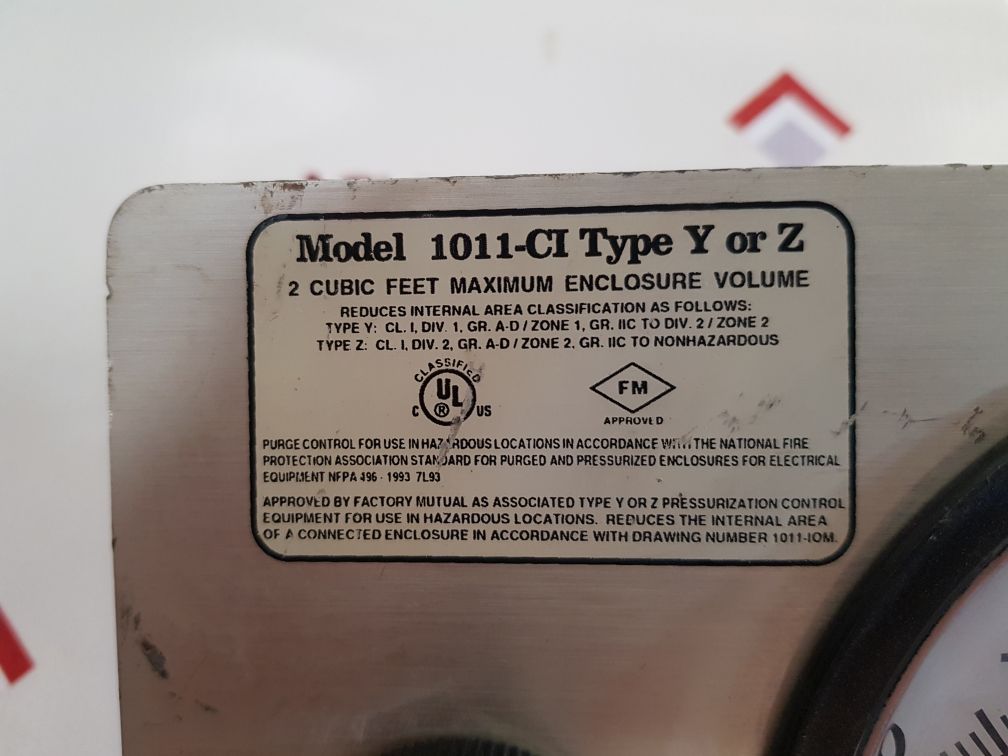 Model 1011-CI Type Y or Z
2 CUBIC FEET MAXIMUM ENCLOSURE VOLUME
REDUCES INTERNAL AREA CLASSIFICATION AS FOLLOWS:
TYPE Y: CL. I, DIV. 1, GR. A-D / ZONE 1, GR. IIC TO DIV. 2 / ZONE 2
TYPE Z: CL. I, DIV. 2, GR. A-D / ZONE 2, GR. IIC TO NONHAZARDOUS
CLASSIFIED
C UL ® US
FM
APPROVED
PURGE CONTROL FOR USE IN HAZARDOUS LOCATIONS IN ACCORDANCE WITH THE NATIONAL FIRE
PROTECTION ASSOCIATION STANDARD FOR PURGED AND PRESSURIZED ENCLOSURES FOR ELECTRICAL
EQUIPMENT NFPA 496 - 1993 7L93
APPROVED BY FACTORY MUTUAL AS ASSOCIATED TYPE Y OR Z PRESSURIZATION CONTROL
EQUIPMENT FOR USE IN HAZARDOUS LOCATIONS. REDUCES THE INTERNAL AREA
OF A CONNECTED ENCLOSURE IN ACCORDANCE WITH DRAWING NUMBER 1011-IOM.